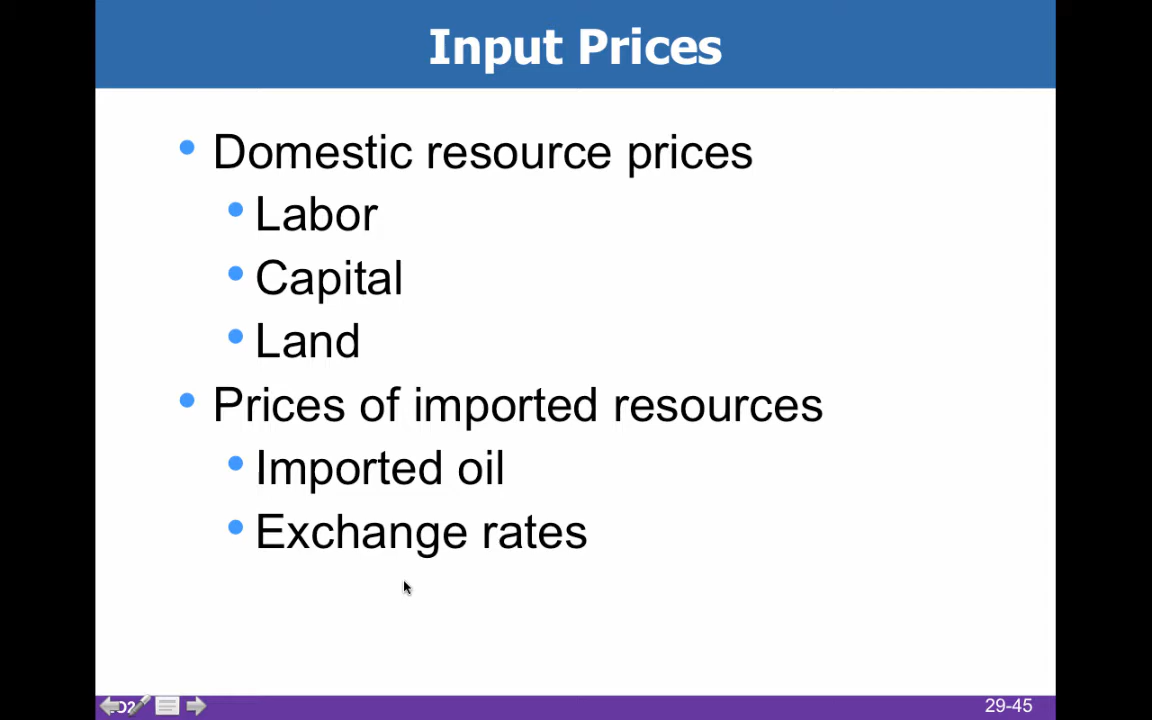 Input Prices
• Domestic resource prices
• Labor
• Capital
• Land
• Prices of imported resources
• Imported oil
• Exchange rates
29-45